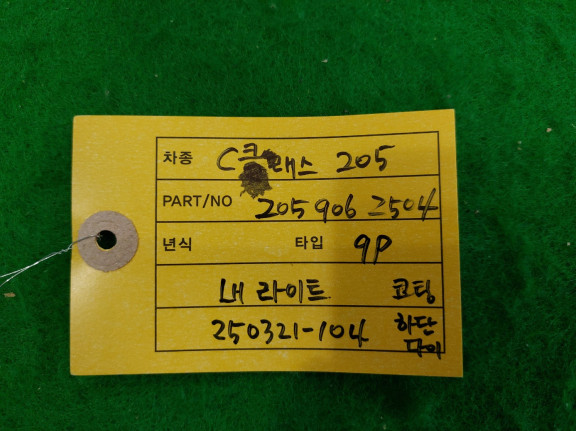 차종 C클래스 205
PART/NO 205 906 2504
년식 타입 9P
내 라이트 코팅
250321-104 하단
다이